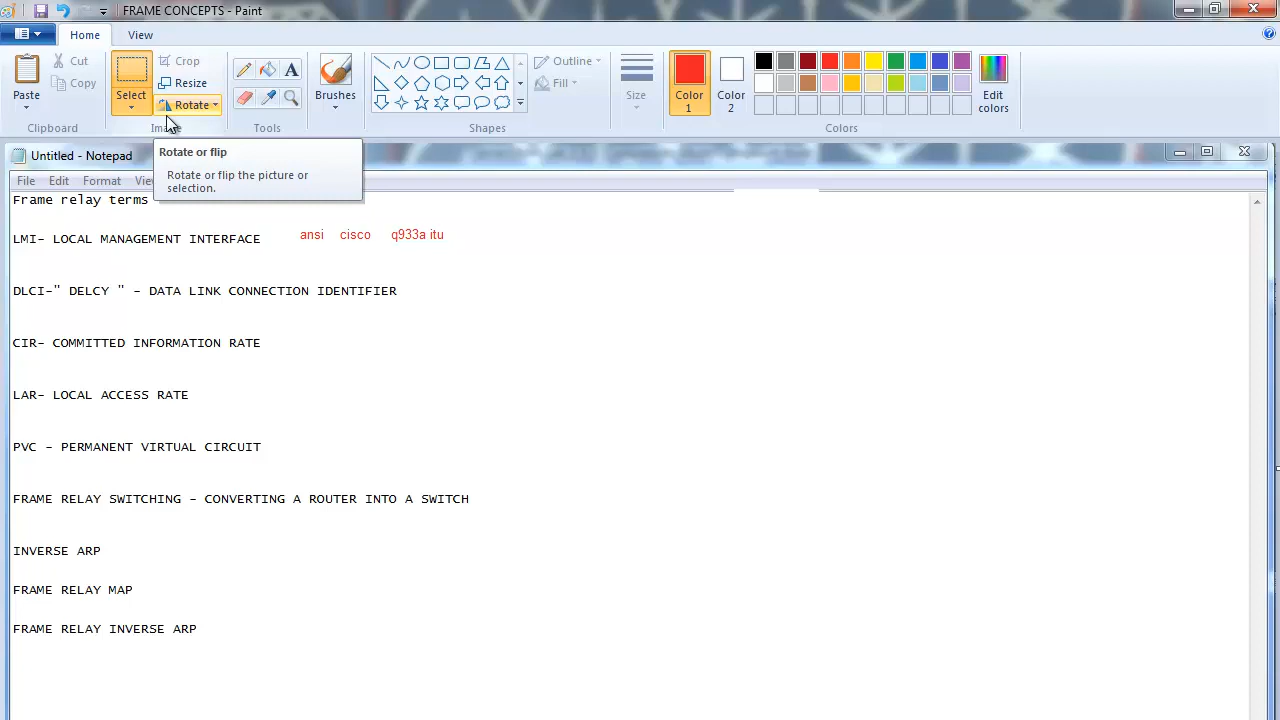 FRAME CONCEPTS - Paint
Home View
Paste
Cut
Copy
Clipboard
Select
Crop
Resize
Rotate
Image
Tools
A
Brushes
Shapes
Outline
Fill
Size
Color 1
Color 2
Edit colors
Colors
Untitled - Notepad
Rotate or flip
Rotate or flip the picture or
selection.
File Edit Format
Frame relay terms
LMI- LOCAL MANAGEMENT INTERFACE ansi cisco q933a itu
DLCI-" DELCY " - DATA LINK CONNECTION IDENTIFIER
CIR- COMMITTED INFORMATION RATE
LAR- LOCAL ACCESS RATE
PVC - PERMANENT VIRTUAL CIRCUIT
FRAME RELAY SWITCHING - CONVERTING A ROUTER INTO A SWITCH
INVERSE ARP
FRAME RELAY MAP
FRAME RELAY INVERSE ARP